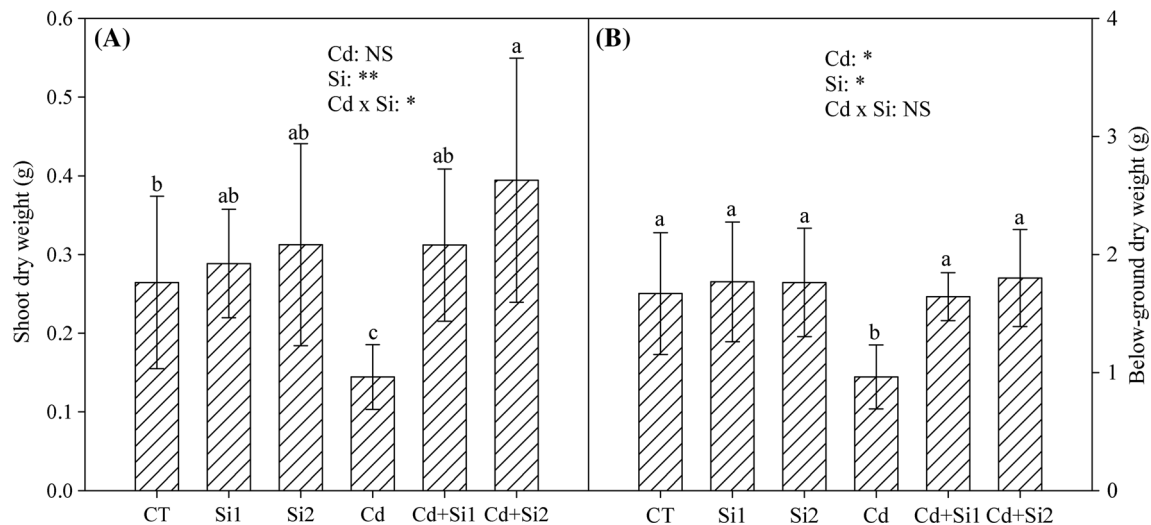 Shoot dry weight (g)
0.6
0.5
0.4
0.3
0.2
0.1
0.0
(A)
Cd: NS
Si: **
Cd x Si: *
b
ab
ab
c
ab
a
CT
Si1
Si2
Cd
Cd+Si1
Cd+Si2
(B)
Cd: *
Si: *
Cd x Si: NS
a
a
a
b
a
a
CT
Si1
Si2
Cd
Cd+Si1
Cd+Si2
4
3
2
1
0
Below-ground dry weight (g)